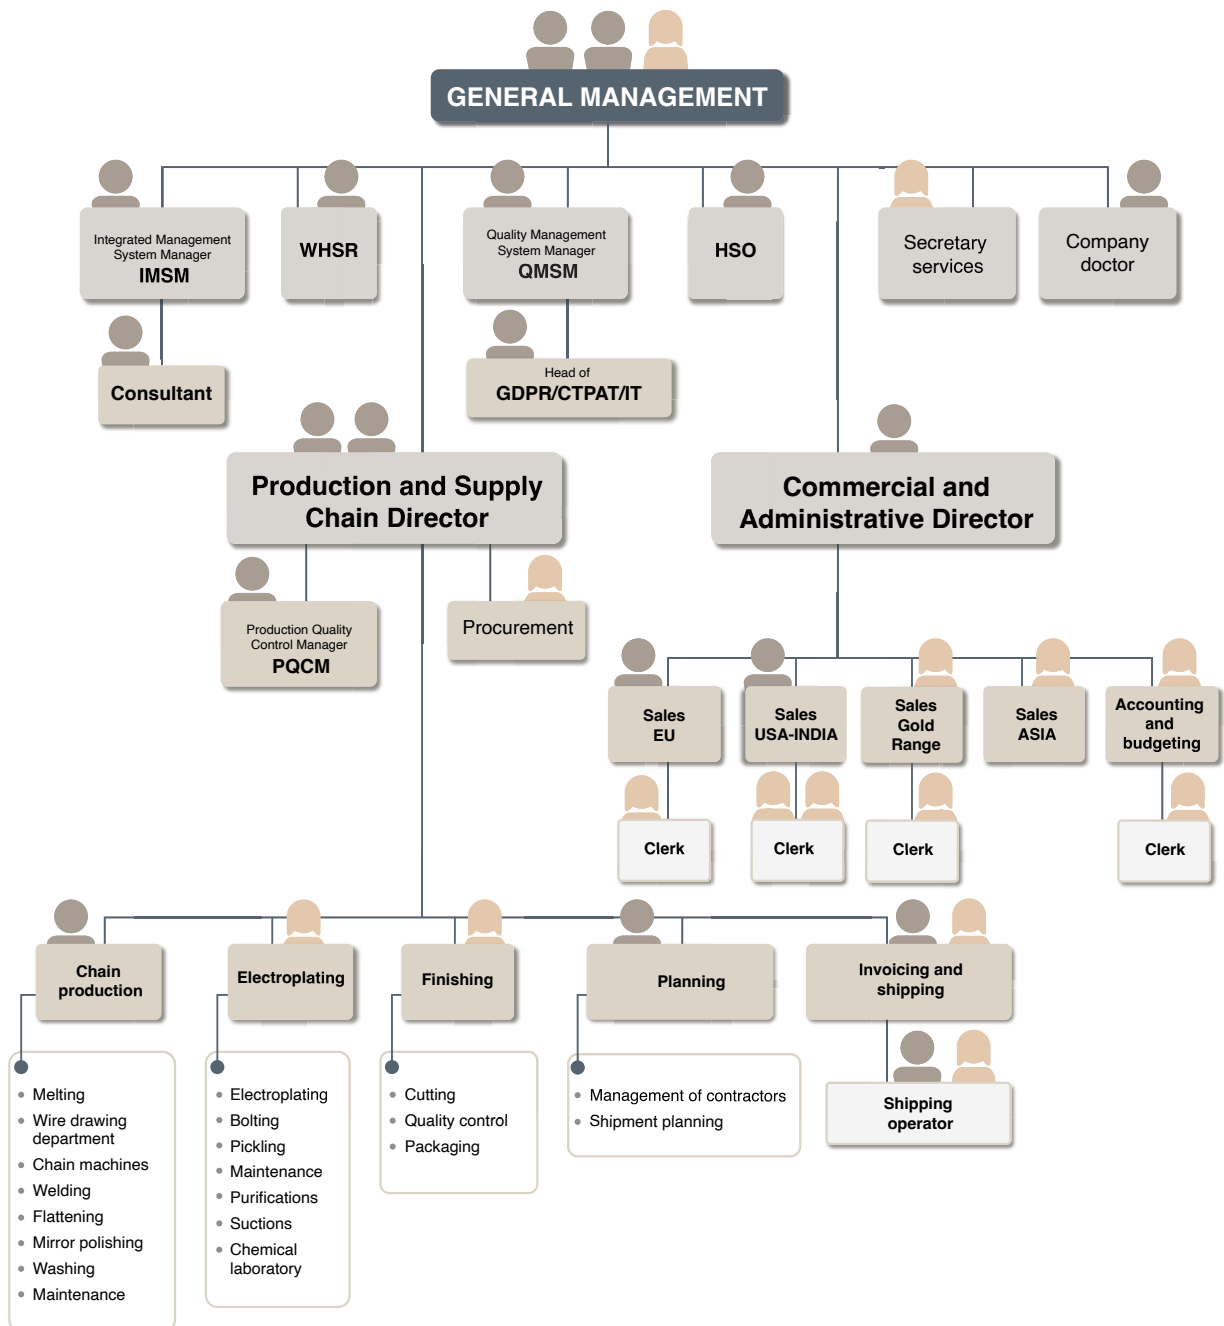 GENERAL MANAGEMENT
Integrated Management
System Manager
IMSM
WHSR
Quality Management
System Manager
QMSM
HSO
Secretary
services
Company
doctor
Consultant
Head of
GDPR/CTPAT/IT
Production and Supply
Chain Director
Commercial and
Administrative Director
Production Quality
Control Manager
PQCM
Procurement
Sales
EU
Sales
USA-INDIA
Sales
Gold
Range
Sales
ASIA
Accounting
and
budgeting
Clerk
Clerk
Clerk
Clerk
Chain
production
Electroplating
Finishing
Planning
Invoicing and
shipping
• Melting
• Wire drawing
department
• Chain machines
• Welding
• Flattening
• Mirror polishing
• Washing
• Maintenance
• Electroplating
• Bolting
• Pickling
• Maintenance
• Purifications
• Suctions
• Chemical
laboratory
• Cutting
• Quality control
• Packaging
• Management of contractors
• Shipment planning
Shipping
operator